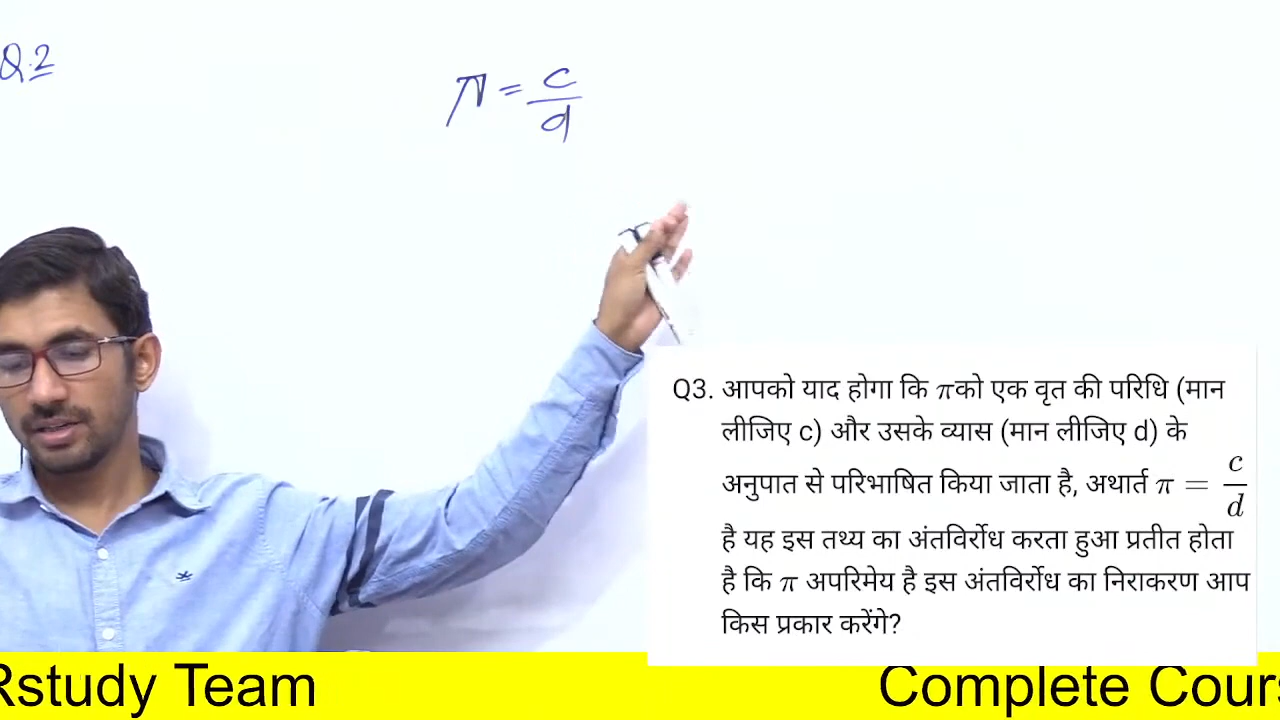 Q.2
π = c/d
Q3. आपको याद होगा कि π को एक वृत की परिधि (मान
लीजिए c) और उसके व्यास (मान लीजिए d) के
अनुपात से परिभाषित किया जाता है, अथार्त π = c/d
है यह इस तथ्य का अंतविर्रोध करता हुआ प्रतीत होता
है कि π अपरिमेय है इस अंतविर्रोध का निराकरण आप
किस प्रकार करेंगे?
Rstudy Team Complete Cours